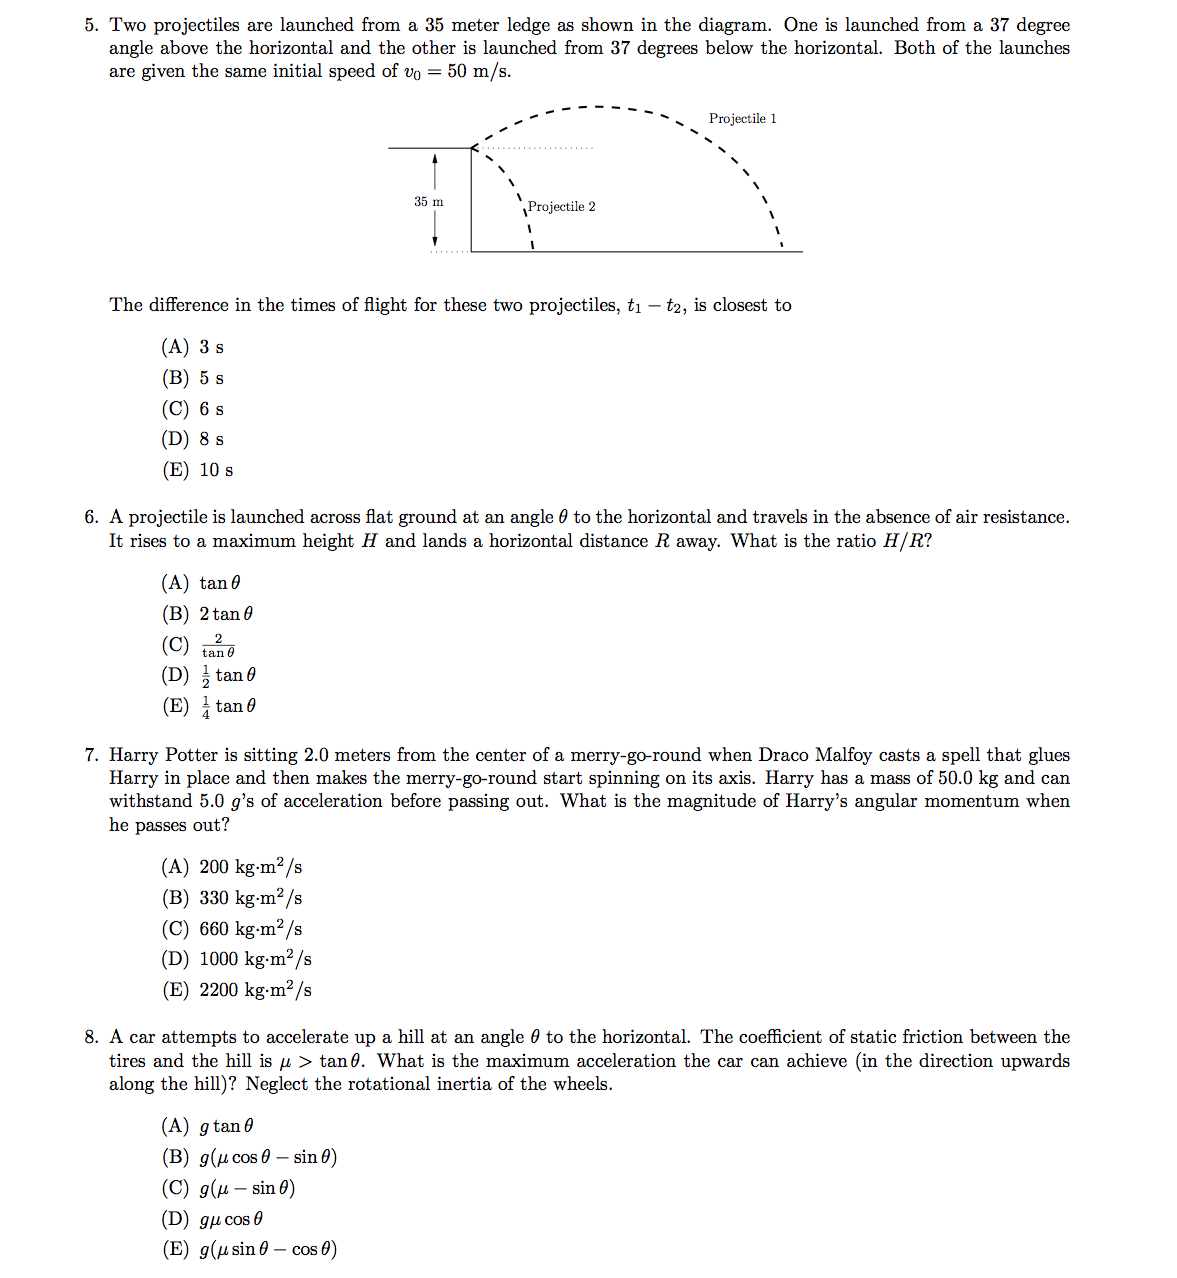 5. Two projectiles are launched from a 35 meter ledge as shown in the diagram. One is launched from a 37 degree
angle above the horizontal and the other is launched from 37 degrees below the horizontal. Both of the launches
are given the same initial speed of v₀ = 50 m/s.
Projectile 1
35 m
Projectile 2
The difference in the times of flight for these two projectiles, t₁ − t₂, is closest to
(A) 3 s
(B) 5 s
(C) 6 s
(D) 8 s
(E) 10 s
6. A projectile is launched across flat ground at an angle θ to the horizontal and travels in the absence of air resistance.
It rises to a maximum height H and lands a horizontal distance R away. What is the ratio H/R?
(A) tan θ
(B) 2 tan θ
(C) 2/tan θ
(D) 1/2 tan θ
(E) 1/4 tan θ
7. Harry Potter is sitting 2.0 meters from the center of a merry-go-round when Draco Malfoy casts a spell that glues
Harry in place and then makes the merry-go-round start spinning on its axis. Harry has a mass of 50.0 kg and can
withstand 5.0 g's of acceleration before passing out. What is the magnitude of Harry's angular momentum when
he passes out?
(A) 200 kg·m²/s
(B) 330 kg·m²/s
(C) 660 kg·m²/s
(D) 1000 kg·m²/s
(E) 2200 kg·m²/s
8. A car attempts to accelerate up a hill at an angle θ to the horizontal. The coefficient of static friction between the
tires and the hill is μ > tan θ. What is the maximum acceleration the car can achieve (in the direction upwards
along the hill)? Neglect the rotational inertia of the wheels.
(A) g tan θ
(B) g(μ cos θ − sin θ)
(C) g(μ − sin θ)
(D) gμ cos θ
(E) g(μ sin θ − cos θ)